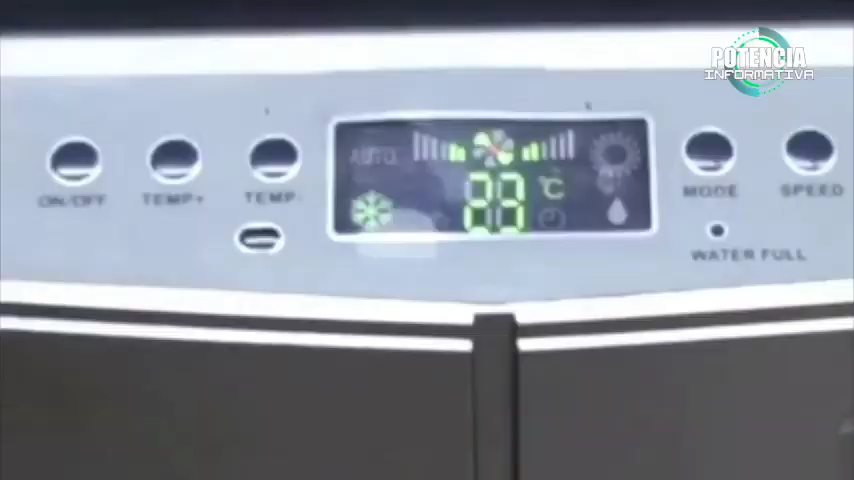 POTENCIA
INFORMATIVA
AUTO
°C
ON/OFF
TEMP+
TEMP-
MODE
SPEED
WATER FULL